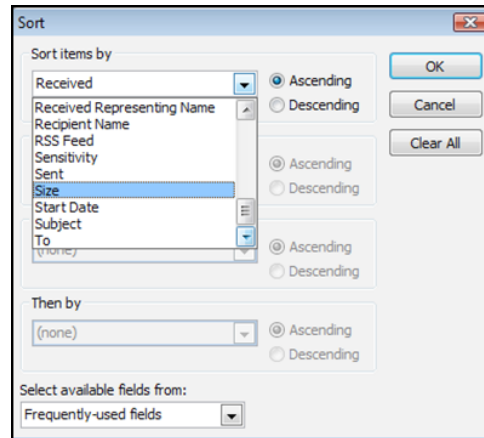 Sort
Sort items by
Received
Ascending
Descending
OK
Cancel
Clear All
Received Representing Name
Recipient Name
RSS Feed
Sensitivity
Sent
Size
Start Date
Subject
To
Ascending
Descending
(none)
Ascending
Descending
Then by
(none)
Ascending
Descending
Select available fields from:
Frequently-used fields